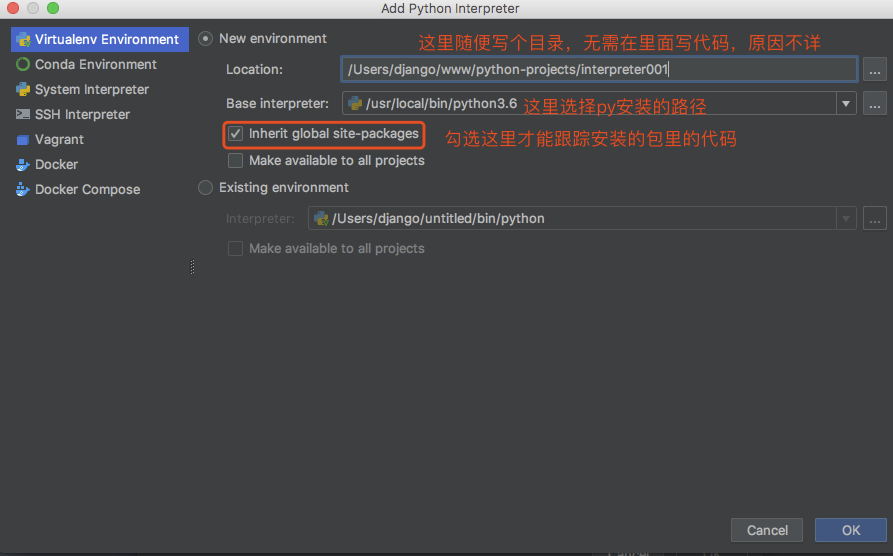 Add Python Interpreter
Virtualenv Environment
Conda Environment
System Interpreter
SSH Interpreter
Vagrant
Docker
Docker Compose
New environment
这里随便写个目录，无需在里面写代码，原因不详
Location: /Users/django/www/python-projects/interpreter001 ...
Base interpreter: /usr/local/bin/python3.6 这里选择py安装的路径 ...
Inherit global site-packages 勾选这里才能跟踪安装的包里的代码
Make available to all projects
Existing environment
Interpreter: /Users/django/untitled/bin/python ...
Make available to all projects
Cancel
OK